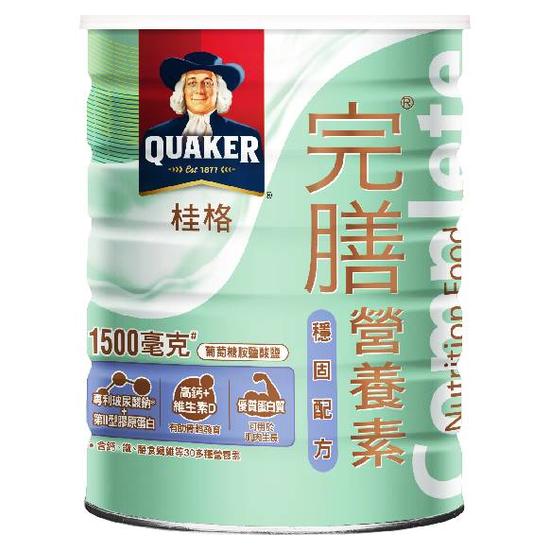 QUAKER
Est 1877
®
桂格
完膳®
營養素
穩固配方
Complete
Nutrition Food
1500毫克#
葡萄糖胺鹽酸鹽
專利玻尿酸鈉
+
第II型膠原蛋白
高鈣+
維生素D
有助骨骼發育
優質蛋白質
可用於
肌肉生長
• 含鈣、鐵、膳食纖維等30多種營養素